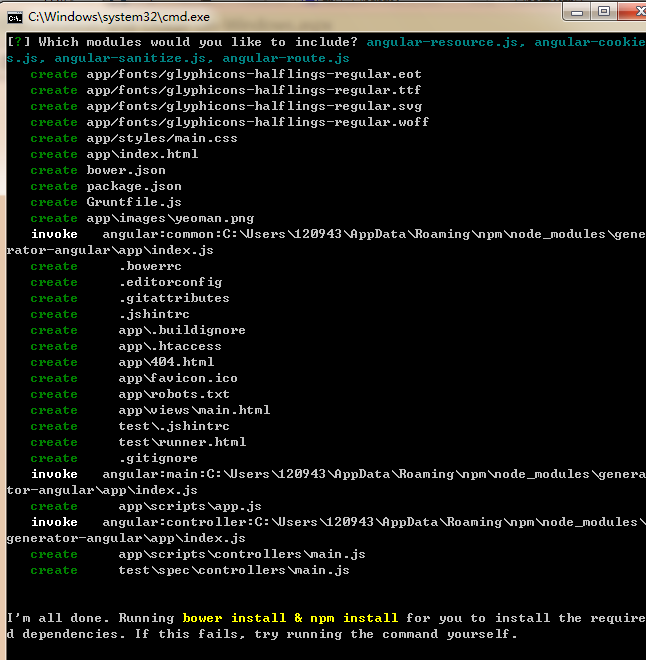 C:\Windows\system32\cmd.exe
[?] Which modules would you like to include? angular-resource.js, angular-cookie
s.js, angular-sanitize.js, angular-route.js
create app/fonts/glyphicons-halflings-regular.eot
create app/fonts/glyphicons-halflings-regular.ttf
create app/fonts/glyphicons-halflings-regular.svg
create app/fonts/glyphicons-halflings-regular.woff
create app/styles/main.css
create app\index.html
create bower.json
create package.json
create Gruntfile.js
create app\images\yeoman.png
invoke angular:common:C:\Users\120943\AppData\Roaming\npm\node_modules\gene
rator-angular\app\index.js
create .bowerrc
create .editorconfig
create .gitattributes
create .jshintrc
create app\.buildignore
create app\.htaccess
create app\404.html
create app\favicon.ico
create app\robots.txt
create app\views\main.html
create test\.jshintrc
create test\runner.html
create .gitignore
invoke angular:main:C:\Users\120943\AppData\Roaming\npm\node_modules\genera
tor-angular\app\index.js
create app\scripts\app.js
invoke angular:controller:C:\Users\120943\AppData\Roaming\npm\node_modules\
generator-angular\app\index.js
create app\scripts\controllers\main.js
create test\spec\controllers\main.js
I'm all done. Running bower install & npm install for you to install the require
d dependencies. If this fails, try running the command yourself.